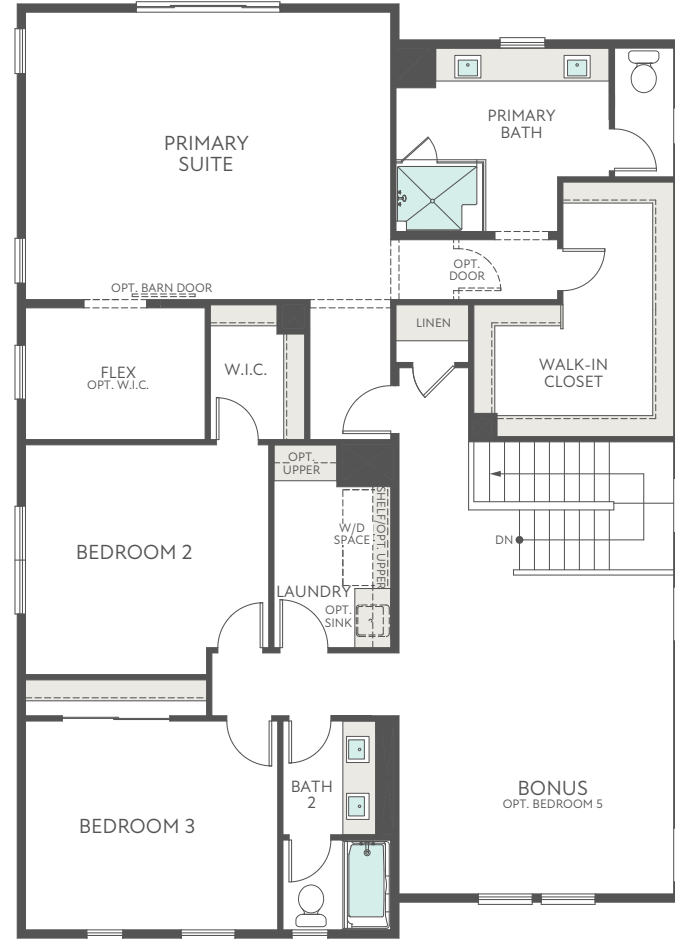 PRIMARY
SUITE
PRIMARY
BATH
OPT.
DOOR
OPT. BARN DOOR
LINEN
FLEX
OPT. W.I.C.
W.I.C.
WALK-IN
CLOSET
OPT.
UPPER
SHELF/OPT. UPPER
W/D
SPACE
DN
BEDROOM 2
LAUNDRY
OPT.
SINK
BATH
2
BONUS
OPT. BEDROOM 5
BEDROOM 3